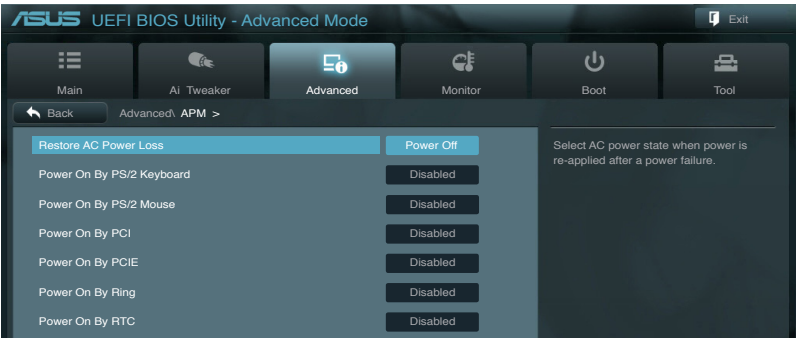 ASUS UEFI BIOS Utility - Advanced Mode
Exit
Main
Ai Tweaker
Advanced
Monitor
Boot
Tool
Back
Advanced\ APM >
Restore AC Power Loss Power Off
Power On By PS/2 Keyboard Disabled
Power On By PS/2 Mouse Disabled
Power On By PCI Disabled
Power On By PCIE Disabled
Power On By Ring Disabled
Power On By RTC Disabled
Select AC power state when power is
re-applied after a power failure.